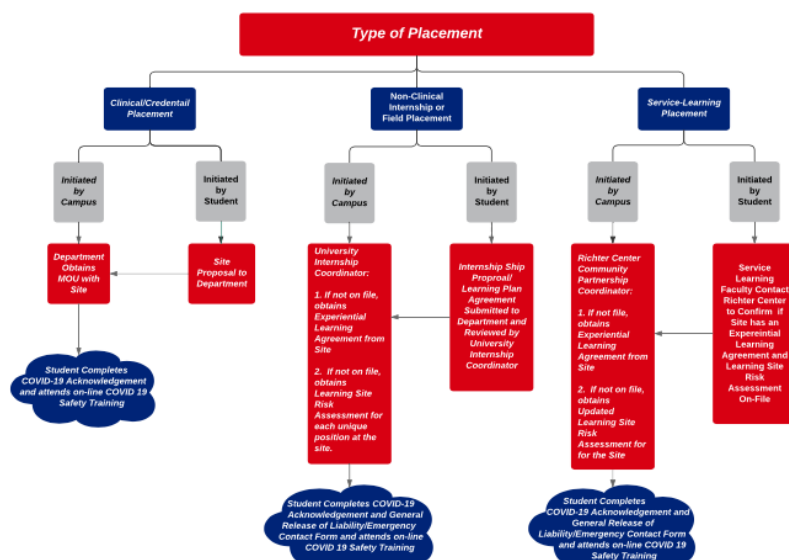 Type of Placement
Clinical/Credentail
Placement
Non-Clinical
Internship or
Field Placement
Service-Learning
Placement
Initiated
by
Campus
Initiated
by
Student
Initiated
by
Campus
Initiated
by
Student
Initiated
by
Campus
Initiated
by
Student
Department
Obtains
MOU with
Site
Site
Proposal to
Department
University
Internship
Coordinator:
1. If not on file,
obtains
Experiential
Learning
Agreement from
Site
2. If not on file,
obtains
Learning Site
Risk
Assessment for
each unique
position at the
site.
Internship Ship
Proproal/
Learning Plan
Agreement
Submitted to
Department and
Reviewed by
University
Internship
Coordinator
Richter Center
Community
Partnership
Coordinator:
1. If not file,
obtains
Experiential
Learning
Agreement from
Site
2. If not on file,
obtains
Updated
Learning Site
Risk
Assessment for
for the Site
Service
Learning
Faculty Contact
Richter Center
to Confirm if
Site has an
Expereintial
Learning
Agreement and
Learning Site
Risk
Assessment
On-File
Student Completes
COVID-19 Acknowledgement
and attends on-line COVID 19
Safety Training
Student Completes COVID-19
Acknowledgement and General
Release of Liability/Emergency
Contact Form and attends on-line
COVID 19 Safety Training
Student Completes
COVID-19 Acknowledgement and
General Release of
Liability/Emergency Contact Form
and attends on-line COVID 19
Safety Training